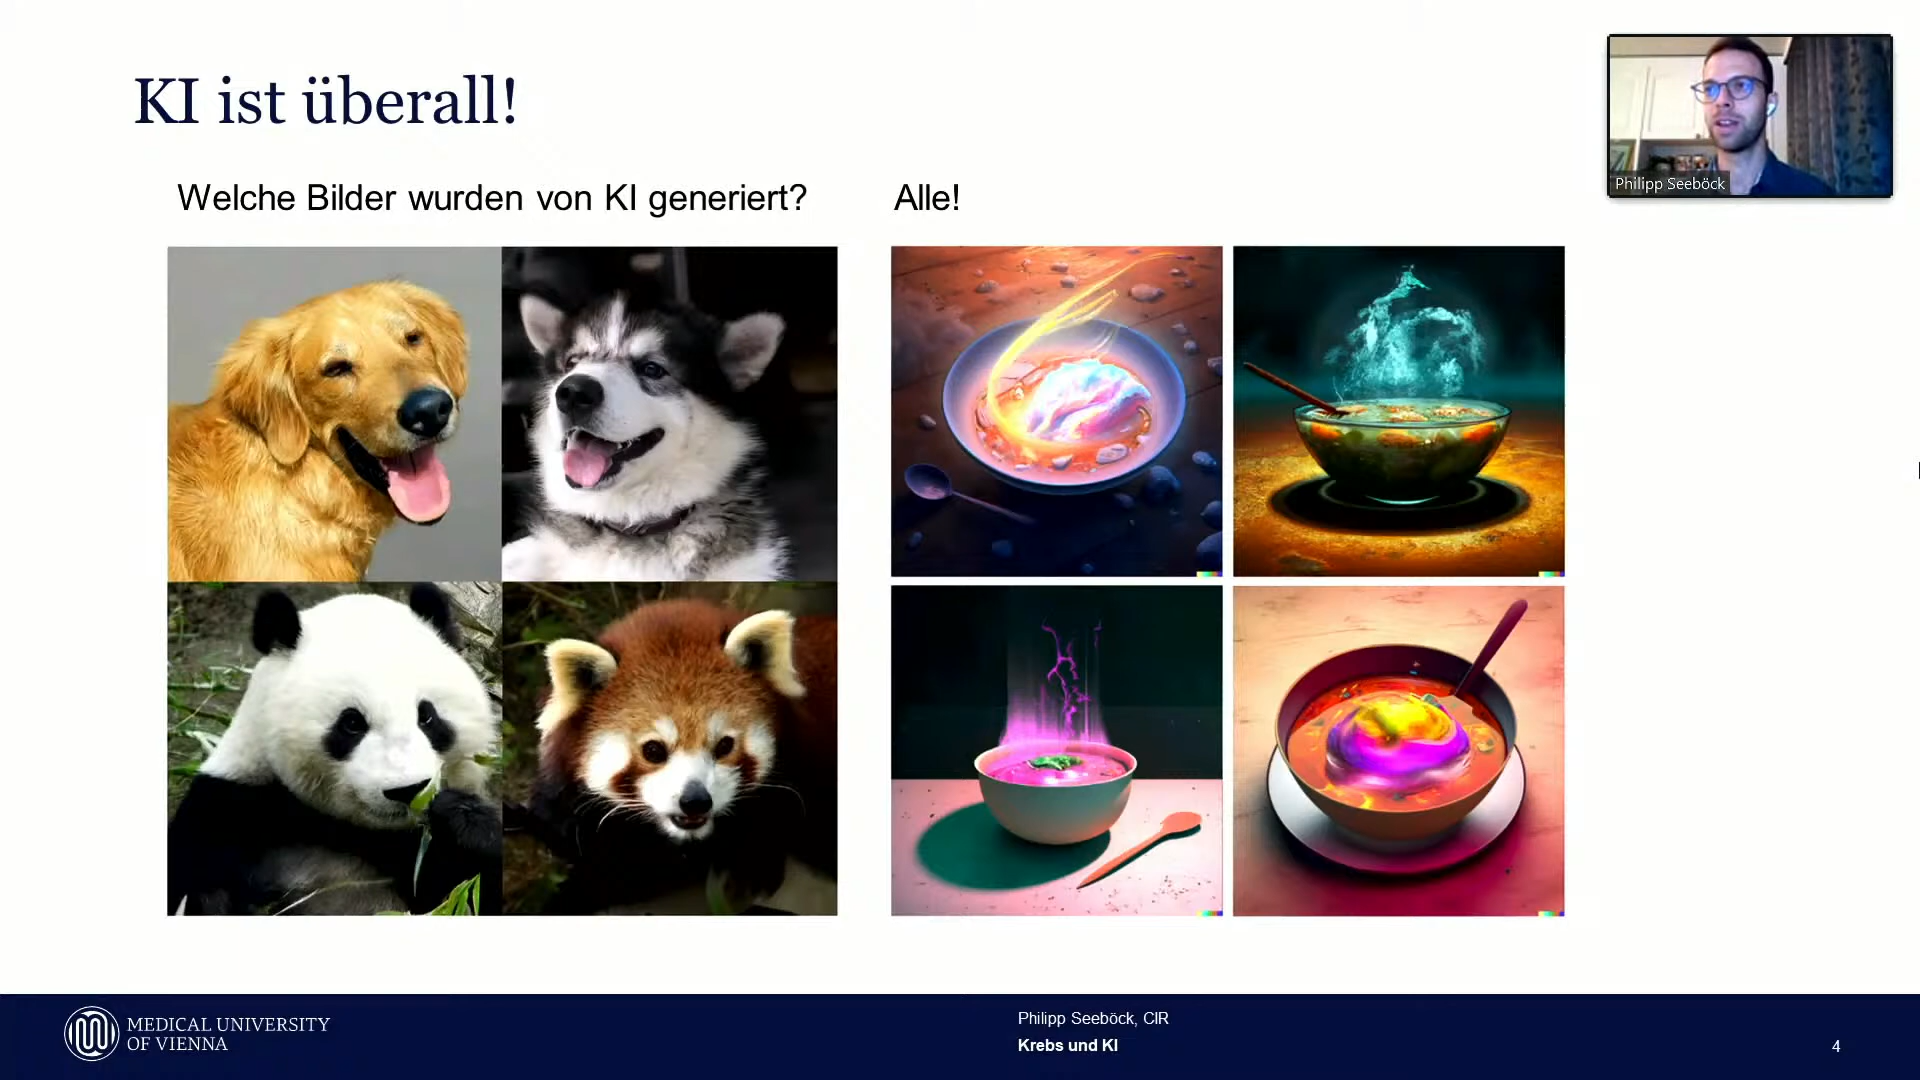 KI ist überall!
Welche Bilder wurden von KI generiert?
Alle!
Philipp Seeböck
MEDICAL UNIVERSITY
OF VIENNA
Philipp Seeböck, CIR
Krebs und KI
4